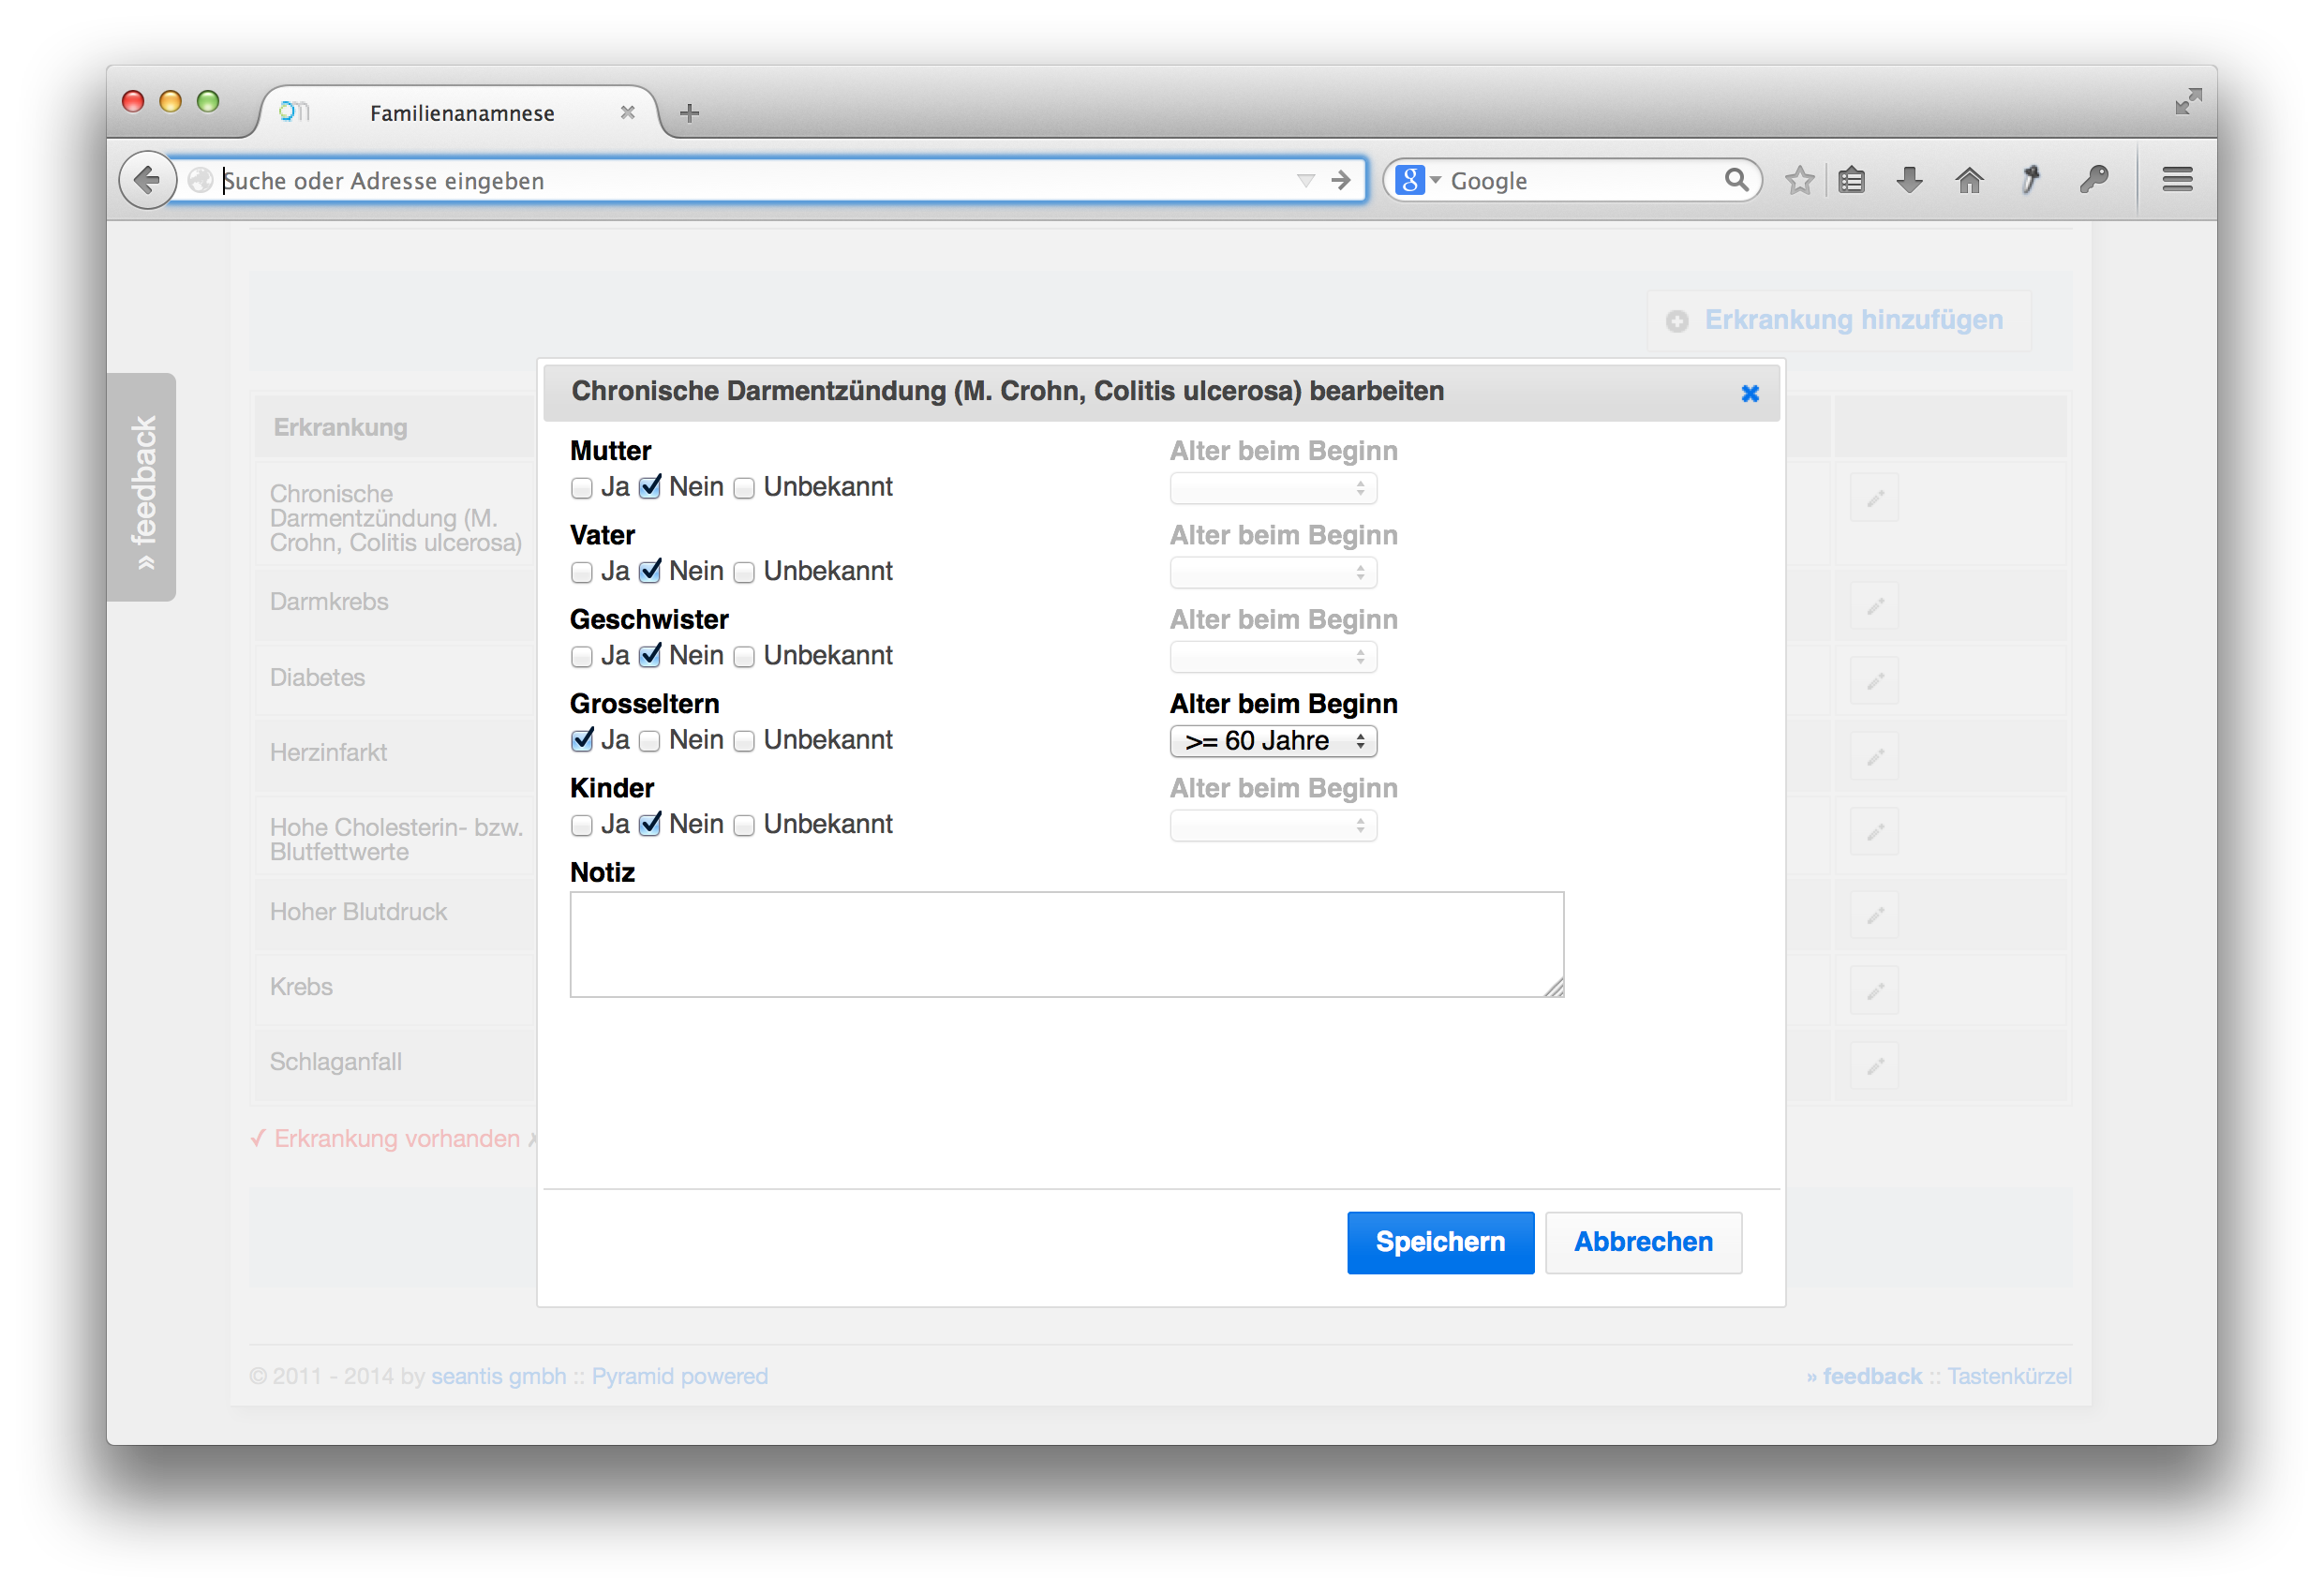 Familienanamnese
Suche oder Adresse eingeben
Google
Erkrankung hinzufügen
» feedback
Erkrankung
Chronische
Darmentzündung (M.
Crohn, Colitis ulcerosa)
Darmkrebs
Diabetes
Herzinfarkt
Hohe Cholesterin- bzw.
Blutfettwerte
Hoher Blutdruck
Krebs
Schlaganfall
✓ Erkrankung vorhanden
Chronische Darmentzündung (M. Crohn, Colitis ulcerosa) bearbeiten
Mutter Alter beim Beginn
Ja Nein Unbekannt
Vater Alter beim Beginn
Ja Nein Unbekannt
Geschwister Alter beim Beginn
Ja Nein Unbekannt
Grosseltern Alter beim Beginn
Ja Nein Unbekannt >= 60 Jahre
Kinder Alter beim Beginn
Ja Nein Unbekannt
Notiz
Speichern Abbrechen
© 2011 - 2014 by seantis gmbh :: Pyramid powered » feedback :: Tastenkürzel